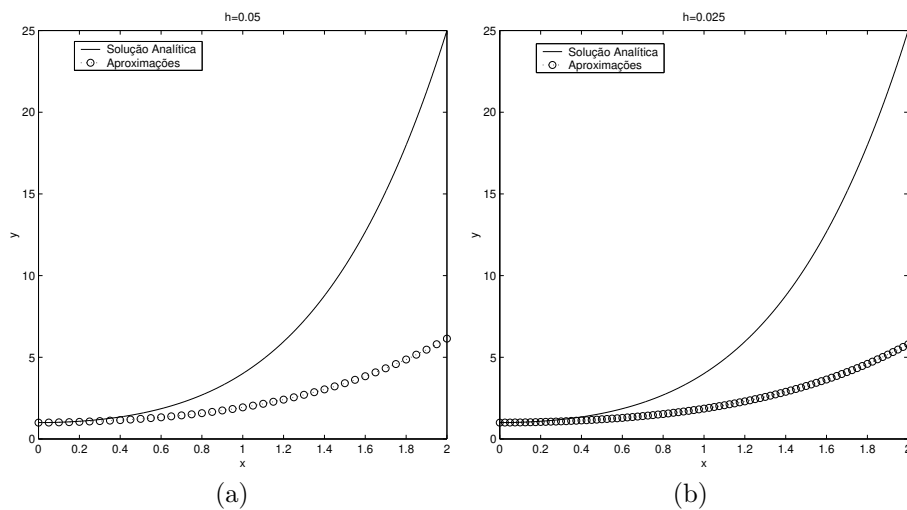 h=0.05
25
20
15
10
5
0
y
Solução Analítica
Aproximações
0 0.2 0.4 0.6 0.8 1 1.2 1.4 1.6 1.8 2
x
(a)
h=0.025
25
20
15
10
5
0
y
Solução Analítica
Aproximações
0 0.2 0.4 0.6 0.8 1 1.2 1.4 1.6 1.8 2
x
(b)